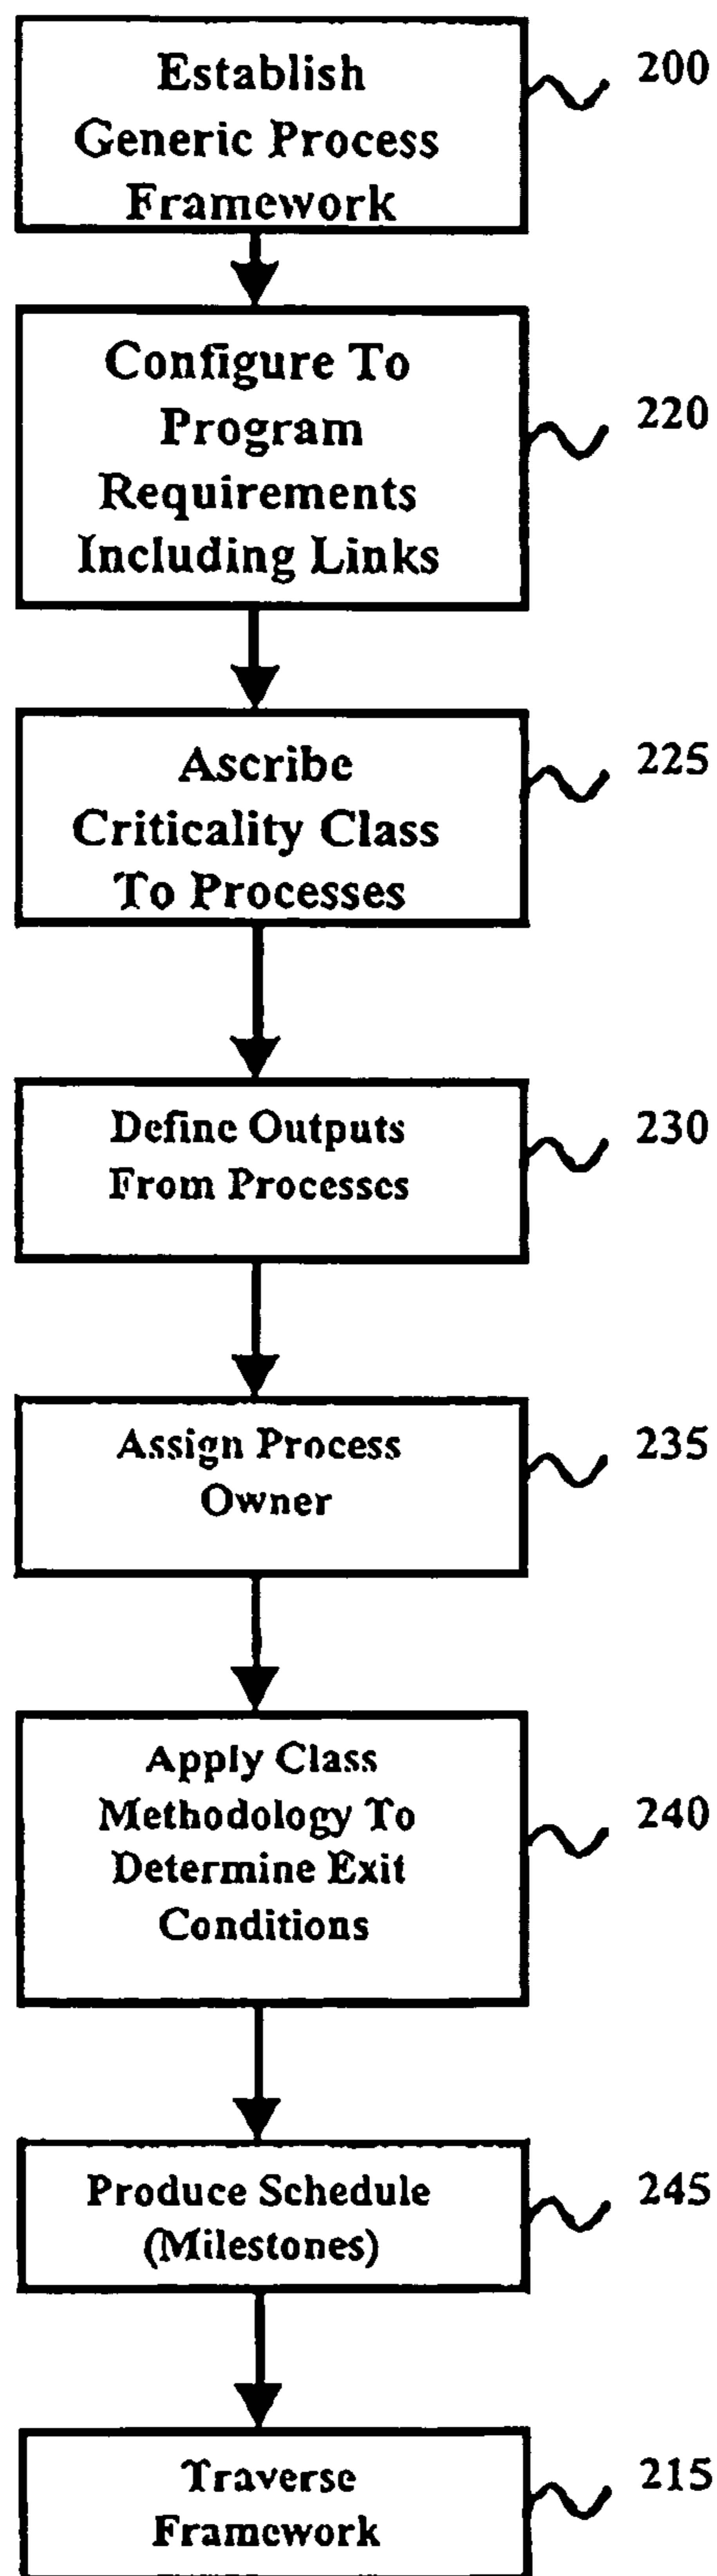 Establish
Generic Process
Framework
200
Configure To
Program
Requirements
Including Links
220
Ascribe
Criticality Class
To Processes
225
Define Outputs
From Processes
230
Assign Process
Owner
235
Apply Class
Methodology To
Determine Exit
Conditions
240
Produce Schedule
(Milestones)
245
Traverse
Framework
215